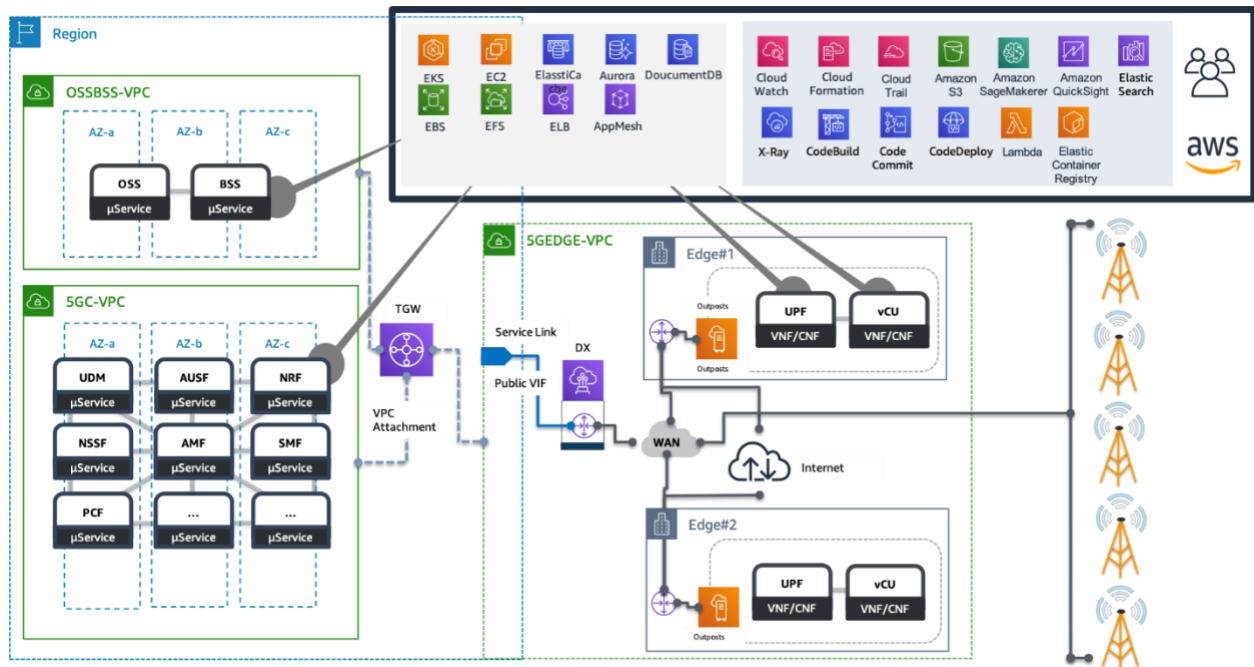 Region
OSSBSS-VPC
AZ-a
AZ-b
AZ-c
OSS
µService
BSS
µService
5GC-VPC
AZ-a
AZ-b
AZ-c
UDM
µService
AUSF
µService
NRF
µService
NSSF
µService
AMF
µService
SMF
µService
PCF
µService
...
µService
...
µService
TGW
VPC
Attachment
EKS
EC2
ElasstiCa
che
Aurora
DoucumentDB
EBS
EFS
ELB
AppMesh
Cloud
Watch
Cloud
Formation
Cloud
Trail
Amazon
S3
Amazon
SageMakerer
Amazon
QuickSight
Elastic
Search
X-Ray
CodeBuild
Code
Commit
CodeDeploy
Lambda
Elastic
Container
Registry
aws
5GEDGE-VPC
Service Link
Public VIF
DX
WAN
Internet
Edge#1
Outposts
Outposts
UPF
VNF/CNF
vCU
VNF/CNF
Edge#2
Outposts
UPF
VNF/CNF
vCU
VNF/CNF